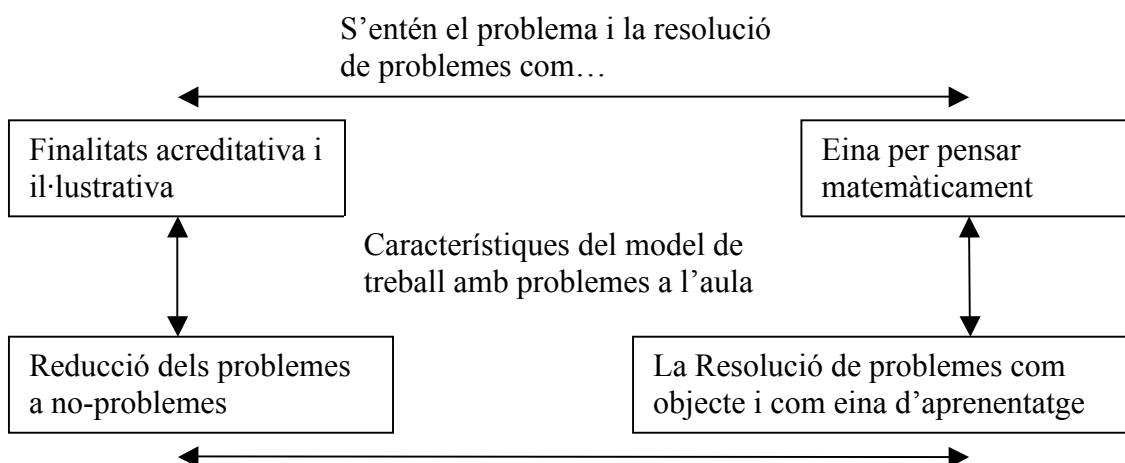 S’entén el problema i la resolució
de problemes com…
Finalitats acreditativa i
il·lustrativa
Eina per pensar
matemàticament
Característiques del model de
treball amb problemes a l’aula
Reducció dels problemes
a no-problemes
La Resolució de problemes com
objecte i com eina d’aprenentatge